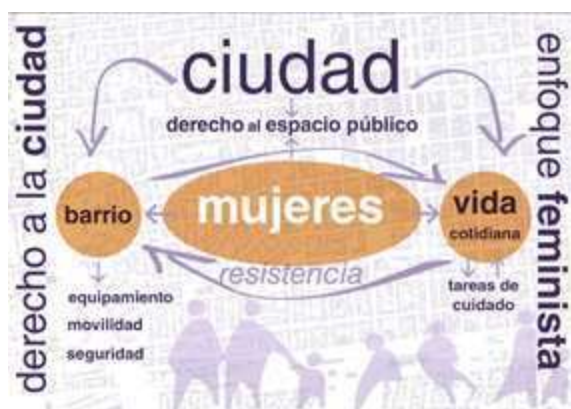 derecho a la ciudad
ciudad
derecho al espacio público
barrio
mujeres
vida
cotidiana
resistencia
equipamiento
movilidad
seguridad
tareas de
cuidado
enfoque feminista